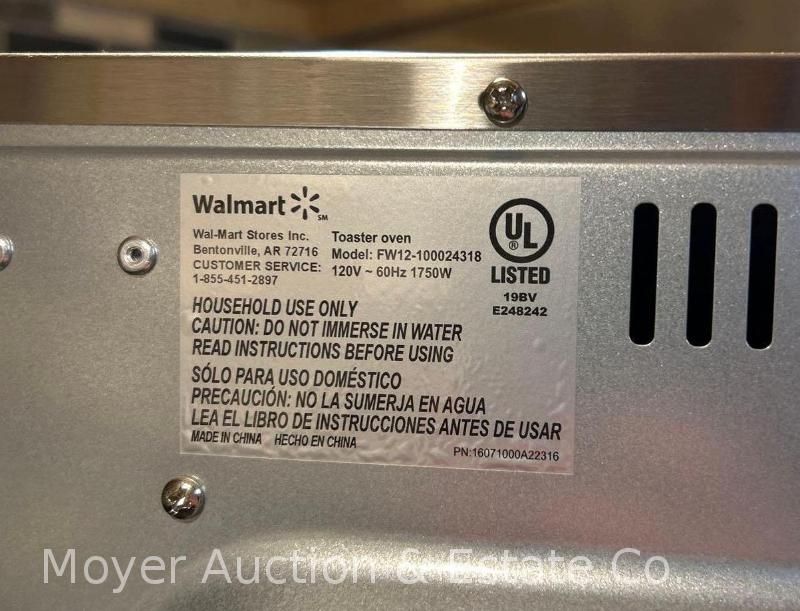 Walmart
SM
Wal-Mart Stores Inc.
Bentonville, AR 72716
CUSTOMER SERVICE:
1-855-451-2897
Toaster oven
Model: FW12-100024318
120V ~ 60Hz 1750W
UL
®
LISTED
19BV
E248242
HOUSEHOLD USE ONLY
CAUTION: DO NOT IMMERSE IN WATER
READ INSTRUCTIONS BEFORE USING
SÓLO PARA USO DOMÉSTICO
PRECAUCIÓN: NO LA SUMERJA EN AGUA
LEA EL LIBRO DE INSTRUCCIONES ANTES DE USAR
MADE IN CHINA HECHO EN CHINA
PN:16071000A22316
Moyer Auction & Estate Co.